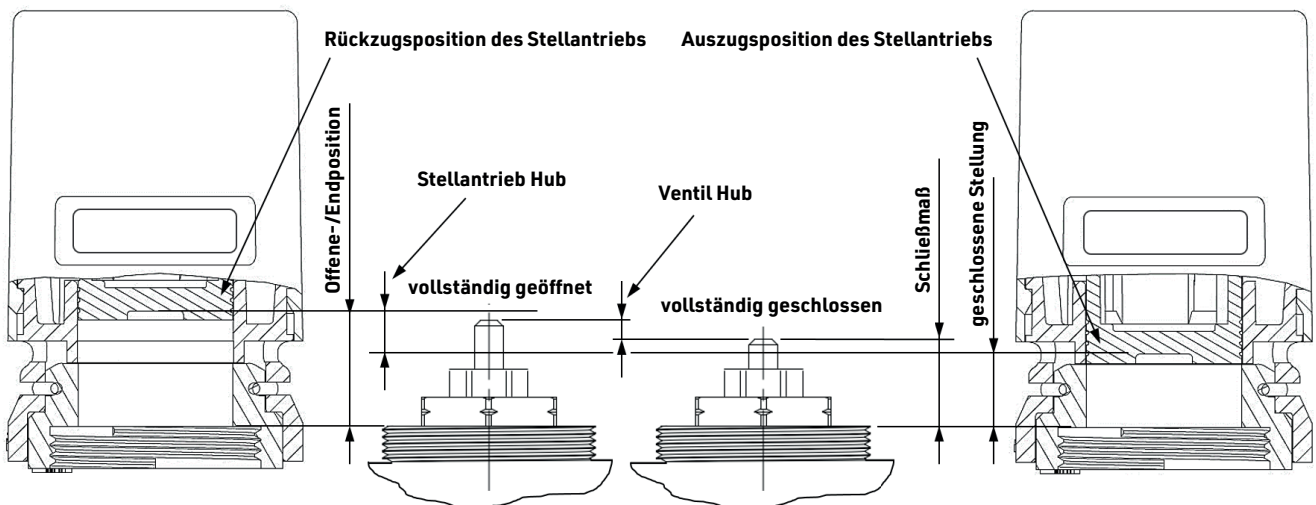 Rückzugsposition des Stellantriebs
Auszugsposition des Stellantriebs
Offene-/Endposition
Stellantrieb Hub
Ventil Hub
Schließmaß
geschlossene Stellung
vollständig geöffnet
vollständig geschlossen